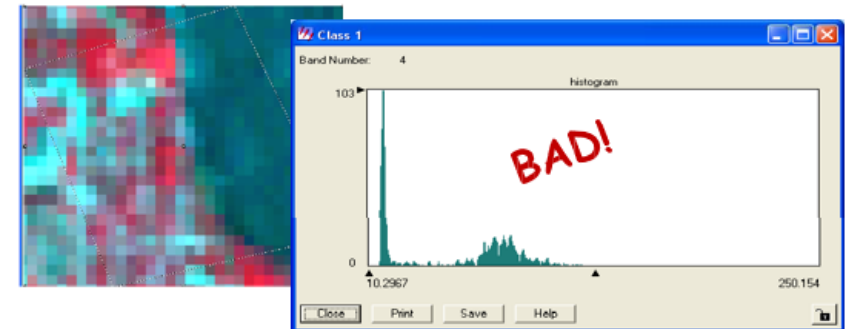 Class 1
Band Number: 4
histogram
103
BAD!
0
10.2967 250.154
Close Print Save Help